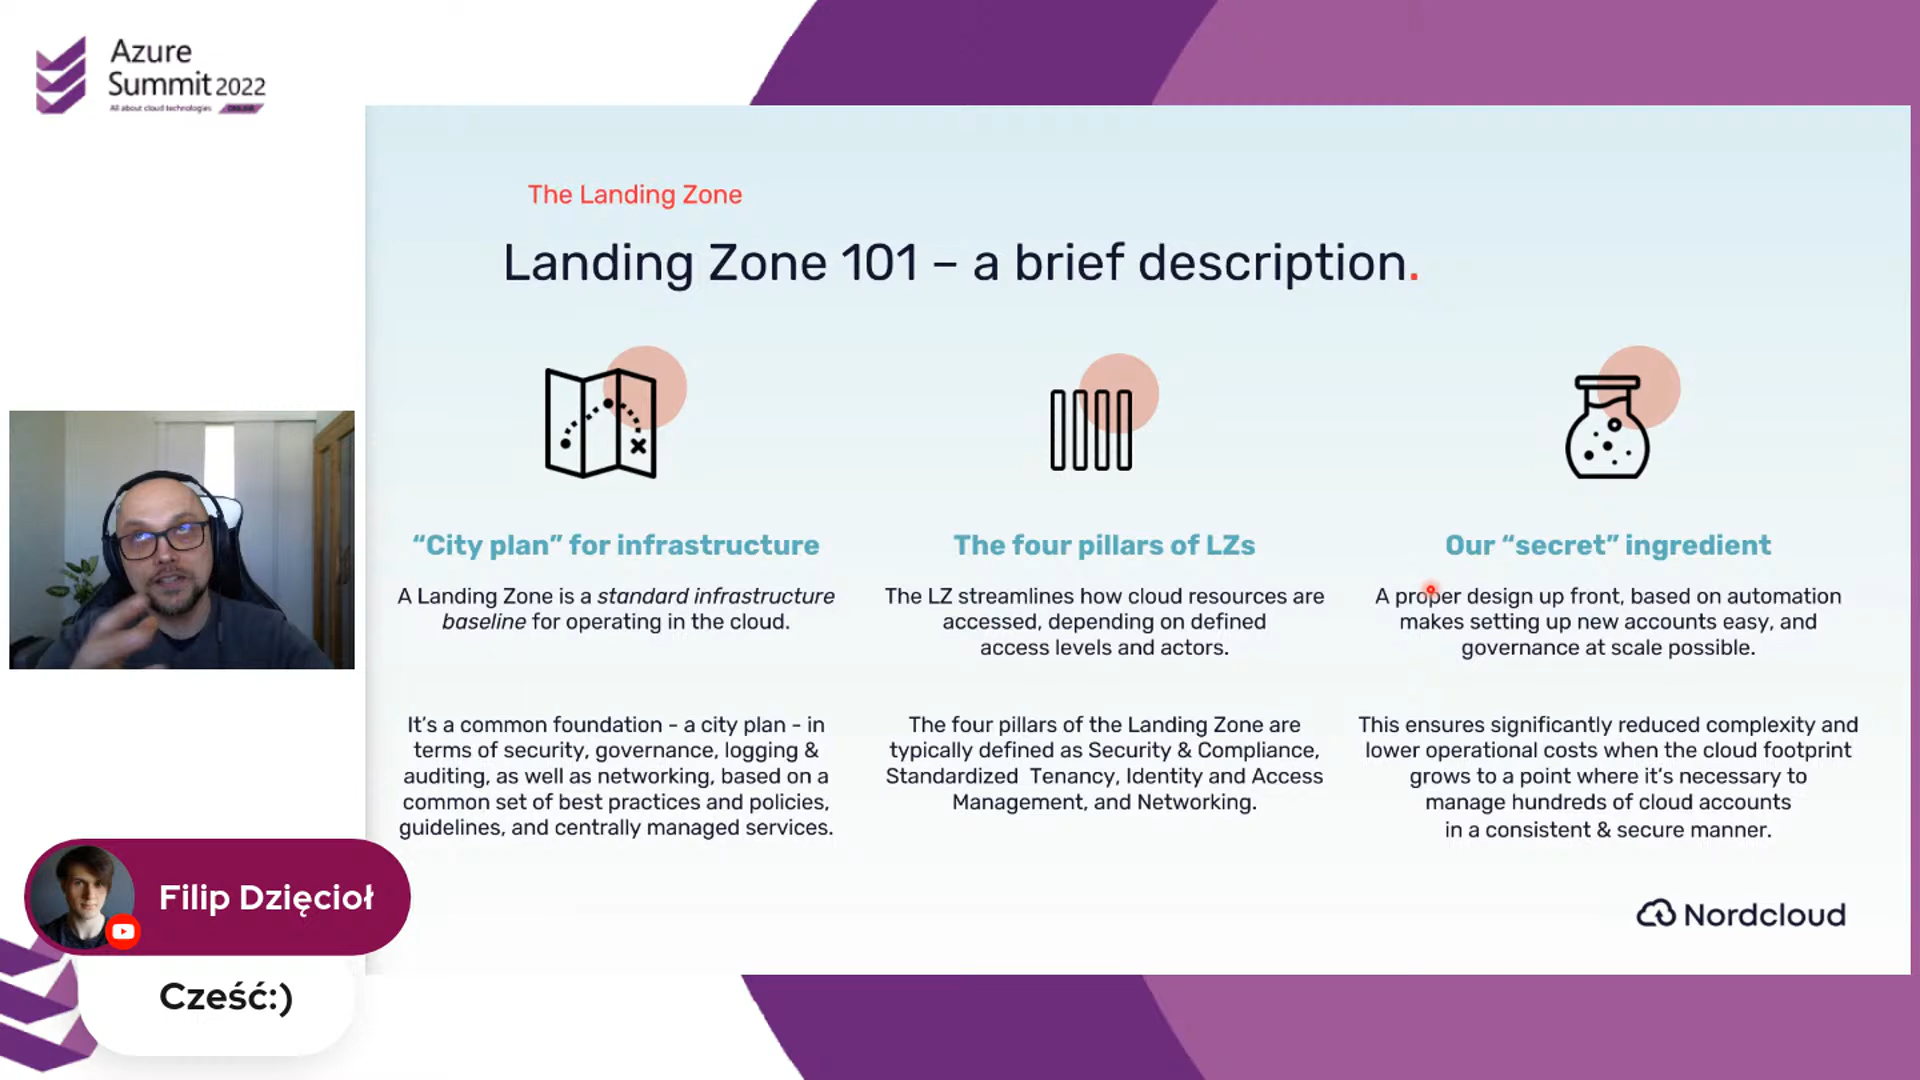 Azure
Summit 2022
All about cloud technologies ONLINE
The Landing Zone
Landing Zone 101 – a brief description.
“City plan” for infrastructure
A Landing Zone is a standard infrastructure
baseline for operating in the cloud.
It’s a common foundation - a city plan - in
terms of security, governance, logging &
auditing, as well as networking, based on a
common set of best practices and policies,
guidelines, and centrally managed services.
The four pillars of LZs
The LZ streamlines how cloud resources are
accessed, depending on defined
access levels and actors.
The four pillars of the Landing Zone are
typically defined as Security & Compliance,
Standardized Tenancy, Identity and Access
Management, and Networking.
Our “secret” ingredient
A proper design up front, based on automation
makes setting up new accounts easy, and
governance at scale possible.
This ensures significantly reduced complexity and
lower operational costs when the cloud footprint
grows to a point where it’s necessary to
manage hundreds of cloud accounts
in a consistent & secure manner.
Nordcloud
Filip Dzięcioł
Cześć:)